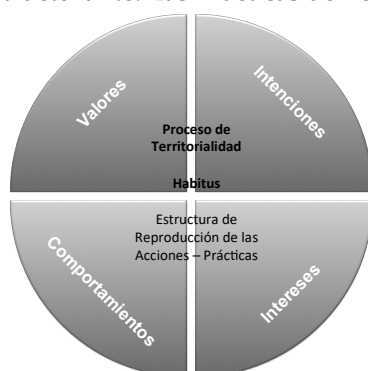 Valores
Intenciones
Proceso de
Territorialidad
Habitus
Estructura de
Reproducción de las
Acciones – Prácticas
Comportamientos
Intereses